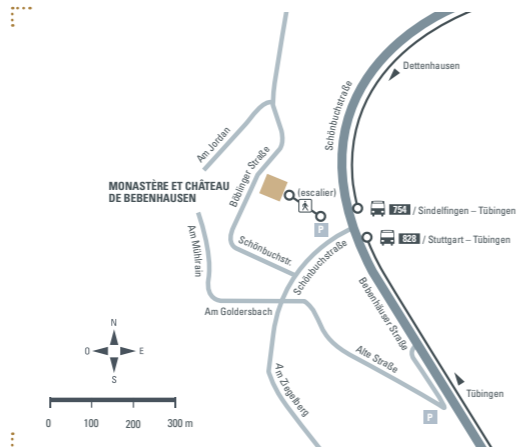 Dettenhausen
Schönbuchstraße
Am Jordan
Böblinger Straße
MONASTÈRE ET CHÂTEAU
DE BEBENHAUSEN
(escalier)
P
754 / Sindelfingen – Tübingen
828 / Stuttgart – Tübingen
Am Mühlrain
Schönbuchstr.
Schönbuchstraße
Bebenhäuser Straße
Am Goldersbach
Alte Straße
Am Ziegelberg
Tübingen
P
N
O E
S
0 100 200 300 m